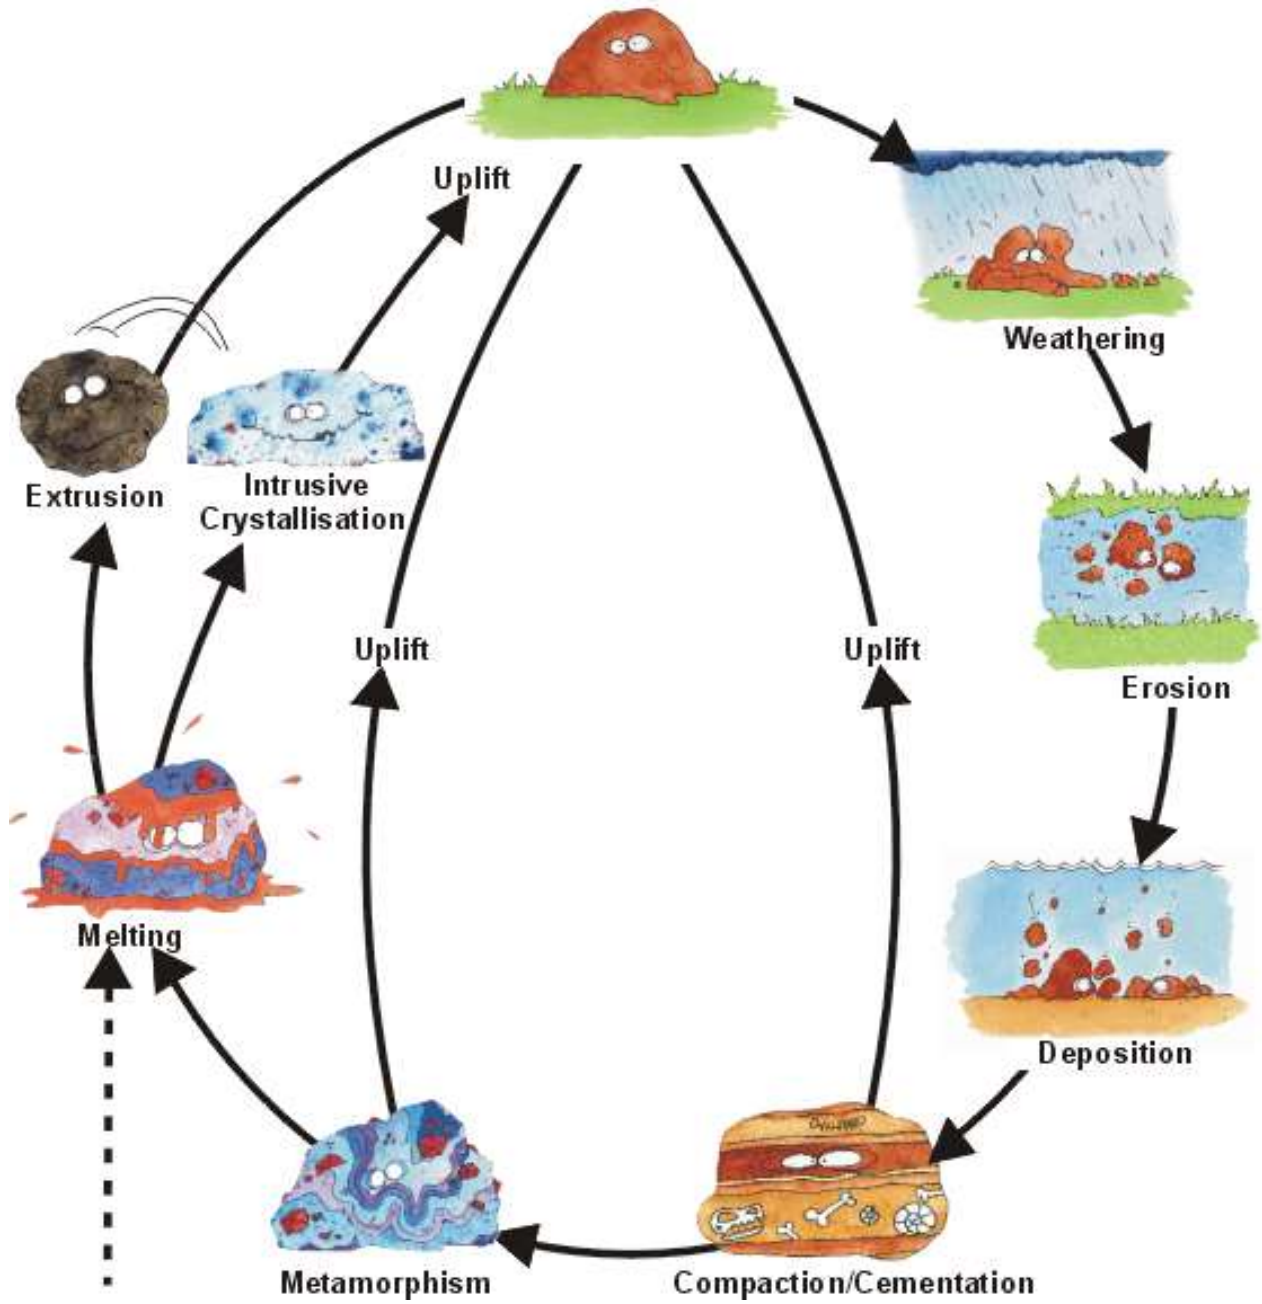 Uplift
Weathering
Extrusion
Intrusive
Crystallisation
Uplift
Uplift
Erosion
Melting
Deposition
Metamorphism
Compaction/Cementation